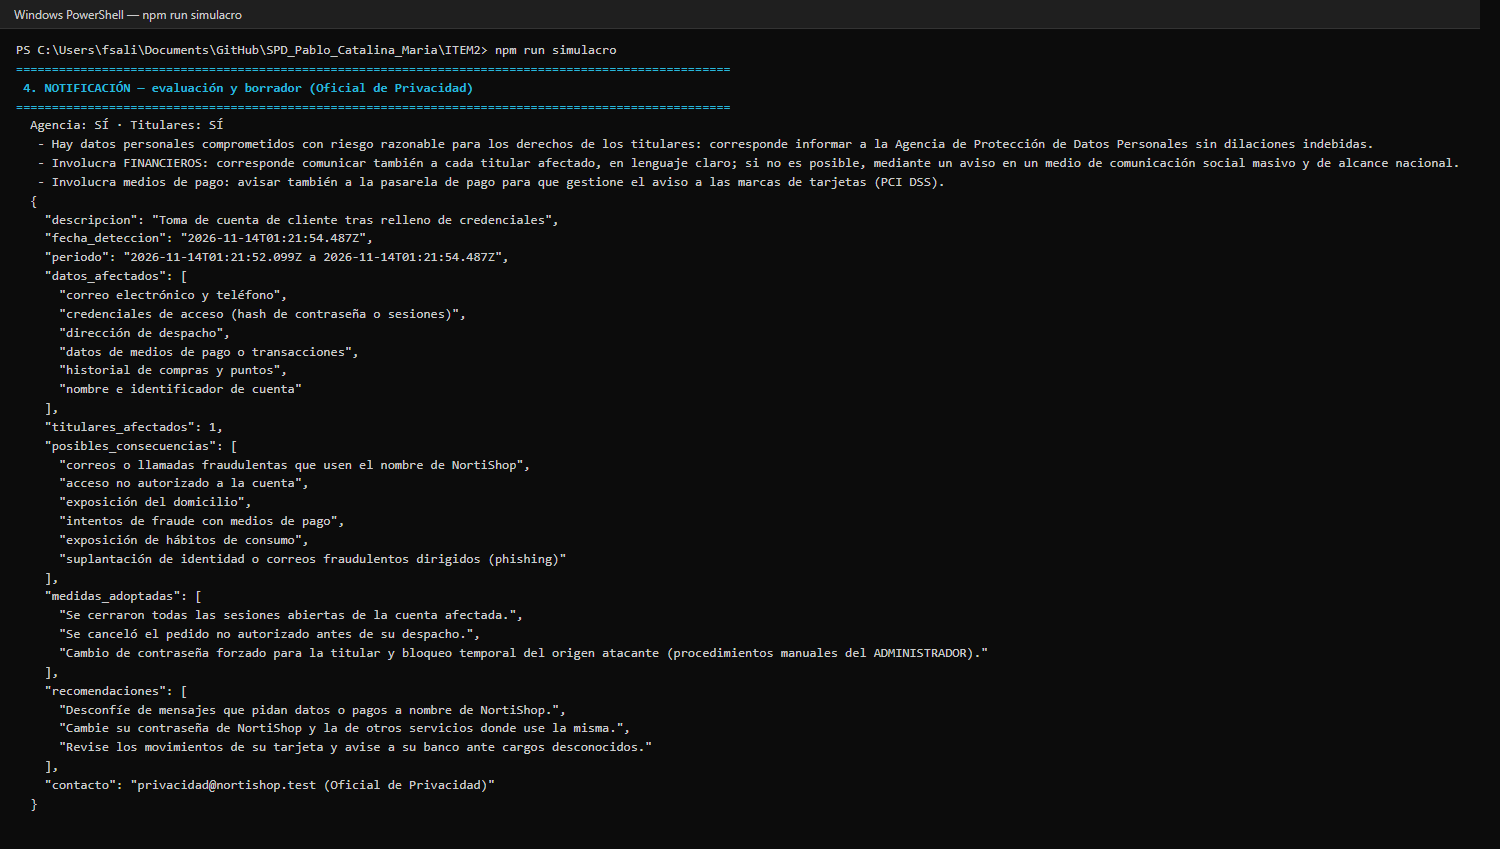 Windows PowerShell — npm run simulacro
PS C:\Users\fsali\Documents\GitHub\SPD_Pablo_Catalina_Maria\ITEM2> npm run simulacro
====================================================================================================
4. NOTIFICACIÓN — evaluación y borrador (Oficial de Privacidad)
====================================================================================================
Agencia: SÍ · Titulares: SÍ
- Hay datos personales comprometidos con riesgo razonable para los derechos de los titulares: corresponde informar a la Agencia de Protección de Datos Personales sin dilaciones indebidas.
- Involucra FINANCIEROS: corresponde comunicar también a cada titular afectado, en lenguaje claro; si no es posible, mediante un aviso en un medio de comunicación social masivo y de alcance nacional.
- Involucra medios de pago: avisar también a la pasarela de pago para que gestione el aviso a las marcas de tarjetas (PCI DSS).
{
"descripcion": "Toma de cuenta de cliente tras relleno de credenciales",
"fecha_deteccion": "2026-11-14T01:21:54.487Z",
"periodo": "2026-11-14T01:21:52.099Z a 2026-11-14T01:21:54.487Z",
"datos_afectados": [
"correo electrónico y teléfono",
"credenciales de acceso (hash de contraseña o sesiones)",
"dirección de despacho",
"datos de medios de pago o transacciones",
"historial de compras y puntos",
"nombre e identificador de cuenta"
],
"titulares_afectados": 1,
"posibles_consecuencias": [
"correos o llamadas fraudulentas que usen el nombre de NortiShop",
"acceso no autorizado a la cuenta",
"exposición del domicilio",
"intentos de fraude con medios de pago",
"exposición de hábitos de consumo",
"suplantación de identidad o correos fraudulentos dirigidos (phishing)"
],
"medidas_adoptadas": [
"Se cerraron todas las sesiones abiertas de la cuenta afectada.",
"Se canceló el pedido no autorizado antes de su despacho.",
"Cambio de contraseña forzado para la titular y bloqueo temporal del origen atacante (procedimientos manuales del ADMINISTRADOR)."
],
"recomendaciones": [
"Desconfíe de mensajes que pidan datos o pagos a nombre de NortiShop.",
"Cambie su contraseña de NortiShop y la de otros servicios donde use la misma.",
"Revise los movimientos de su tarjeta y avise a su banco ante cargos desconocidos."
],
"contacto": "privacidad@nortishop.test (Oficial de Privacidad)"
}